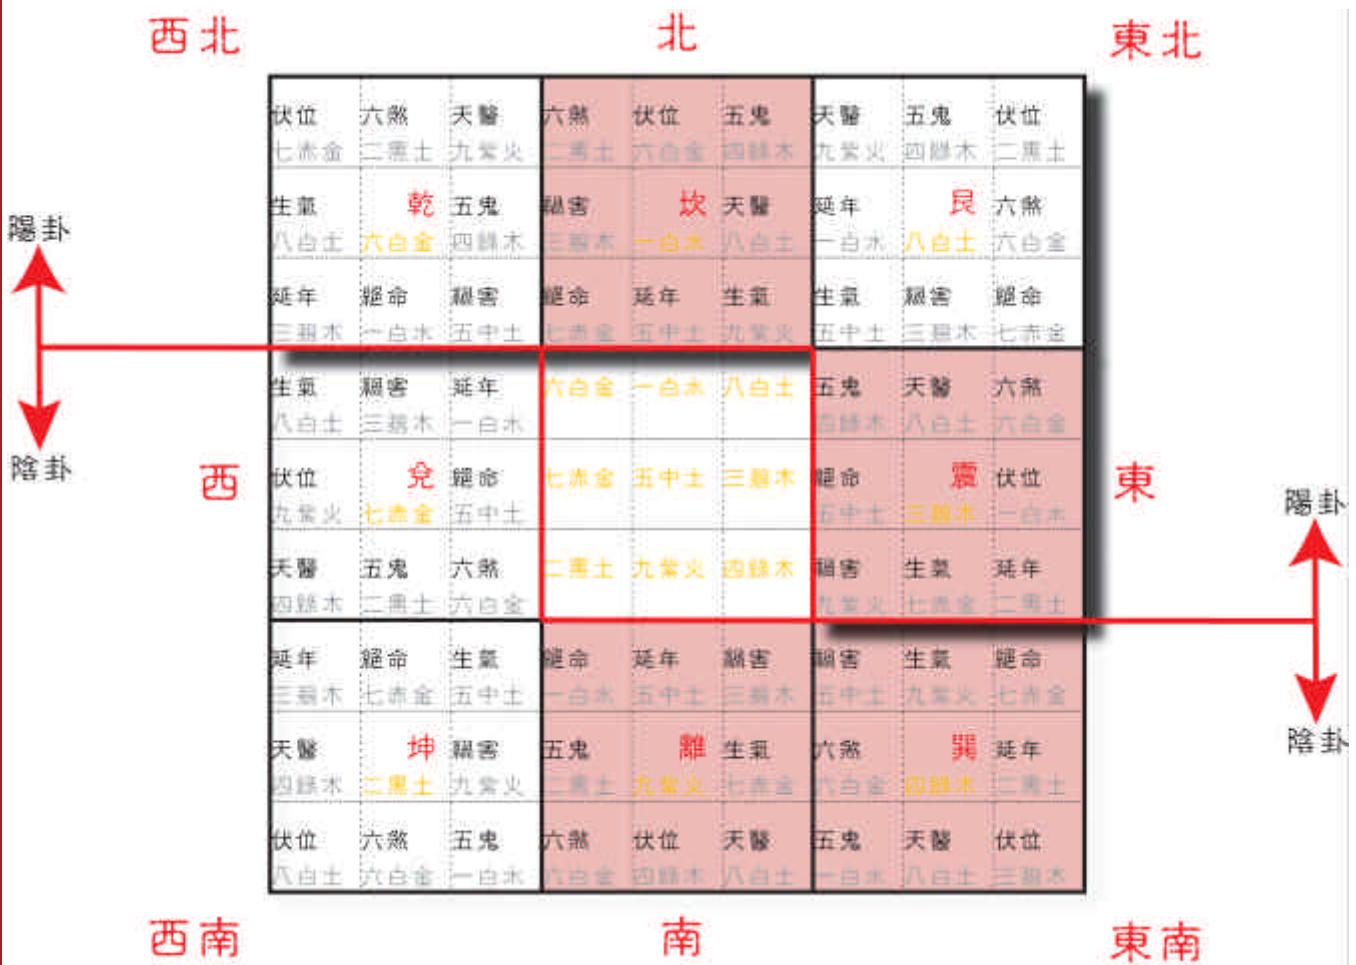 西北 北 東北
伏位 六煞 天醫 六煞 伏位 五鬼 天醫 五鬼 伏位
七赤金 二黑土 九紫火 二黑土 六白金 四綠木 九紫火 四綠木 二黑土
生氣 乾 五鬼 禍害 坎 天醫 延年 艮 六煞
陽卦
八白土 六白金 四綠木 三碧木 一白水 八白土 一白水 八白土 六白金
延年 絕命 禍害 絕命 延年 生氣 生氣 禍害 絕命
三碧木 一白水 五中土 七赤金 五中土 九紫火 五中土 三碧木 七赤金
生氣 禍害 延年 六白金 一白水 八白土 五鬼 天醫 六煞
八白土 三碧木 一白水 四綠木 八白土 六白金
陰卦 西 伏位 兌 絕命 七赤金 五中土 三碧木 絕命 震 伏位 東
九紫火 七赤金 五中土 五中土 三碧木 一白水 陽卦
天醫 五鬼 六煞 二黑土 九紫火 四綠木 禍害 生氣 延年
四綠木 二黑土 六白金 九紫火 七赤金 二黑土
延年 絕命 生氣 絕命 延年 禍害 禍害 生氣 絕命
三碧木 七赤金 五中土 一白水 五中土 三碧木 五中土 九紫火 七赤金
天醫 坤 禍害 五鬼 離 生氣 六煞 巽 延年 陰卦
四綠木 二黑土 九紫火 二黑土 九紫火 七赤金 六白金 四綠木 二黑土
伏位 六煞 五鬼 六煞 伏位 天醫 五鬼 天醫 伏位
八白土 六白金 一白水 六白金 四綠木 八白土 一白水 八白土 三碧木
西南 南 東南